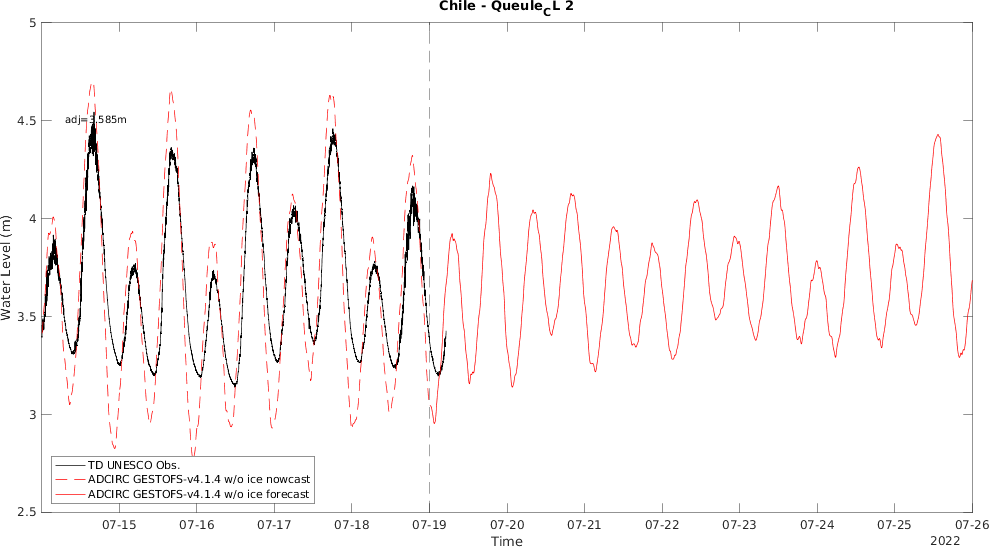 Chile - Queule_CL 2
5
4.5
4
3.5
3
2.5
Water Level (m)
adj=3.585m
TD UNESCO Obs.
ADCIRC GESTOFS-v4.1.4 w/o ice nowcast
ADCIRC GESTOFS-v4.1.4 w/o ice forecast
07-15 07-16 07-17 07-18 07-19 07-20 07-21 07-22 07-23 07-24 07-25 07-26
Time
2022